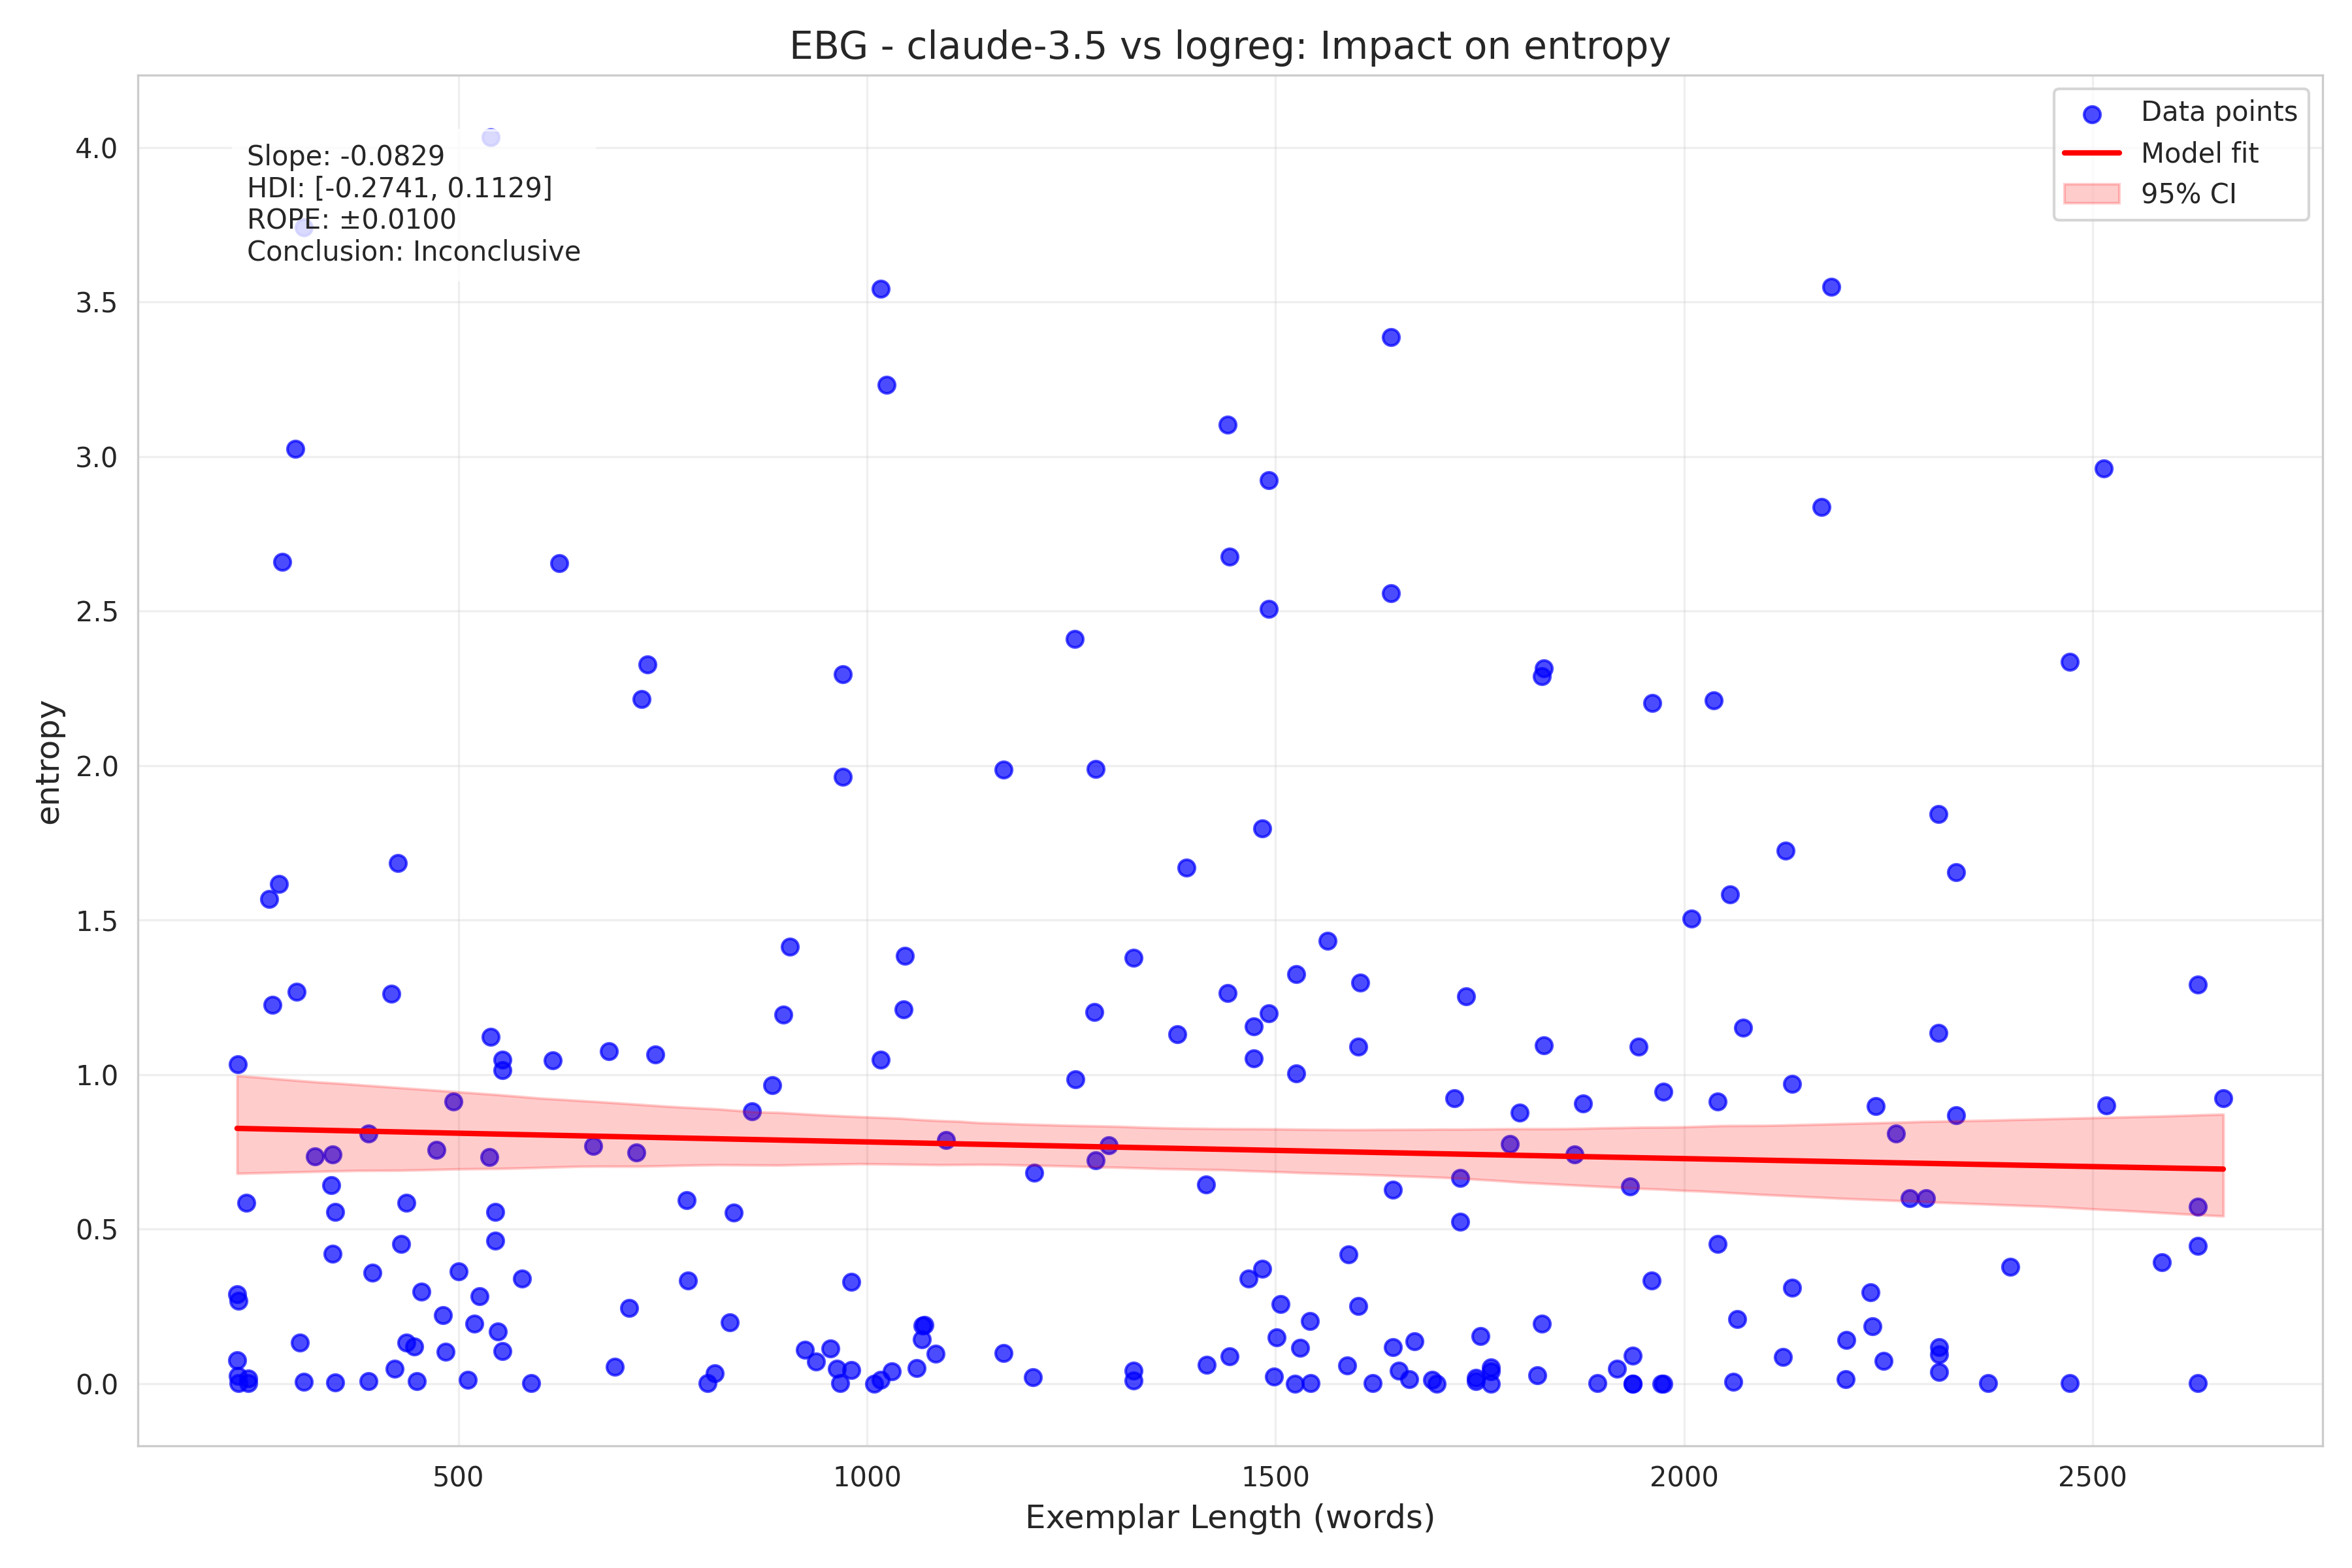 EBG - claude-3.5 vs logreg: Impact on entropy
Data points
Model fit
95% CI
Slope: -0.0829
HDI: [-0.2741, 0.1129]
ROPE: ±0.0100
Conclusion: Inconclusive
entropy
4.0
3.5
3.0
2.5
2.0
1.5
1.0
0.5
0.0
500
1000
1500
2000
2500
Exemplar Length (words)